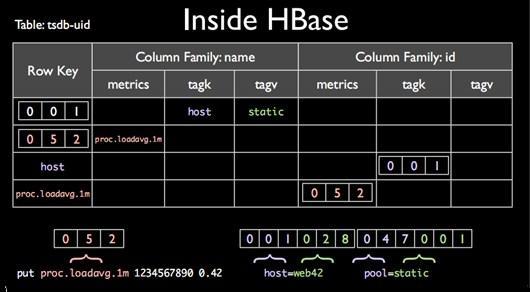 Inside HBase
Table: tsdb-uid
Row Key
Column Family: name
Column Family: id
metrics
tagk
tagv
metrics
tagk
tagv
0 0 1
host
static
0 5 2
proc.loadavg.1m
host
0 0 1
proc.loadavg.1m
0 5 2
0 5 2
0 0 1 0 2 8 0 4 7 0 0 1
put proc.loadavg.1m 1234567890 0.42
host=web42
pool=static